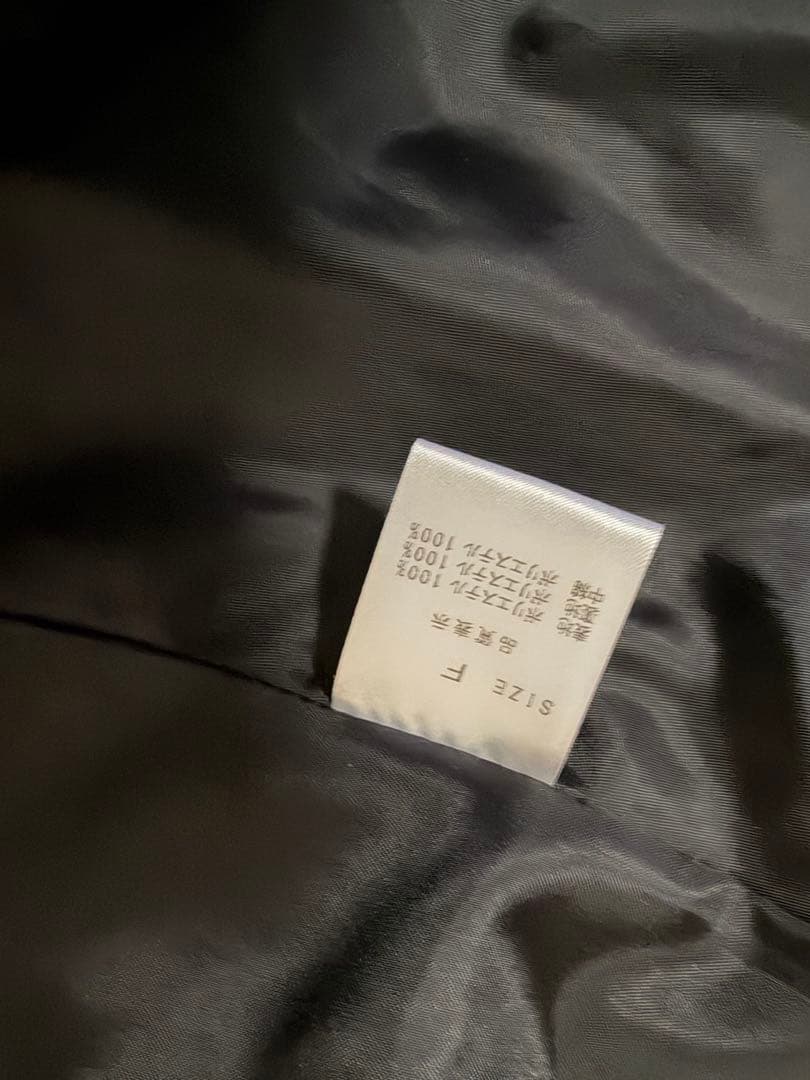 SIZE F
品質表示
表地 ポリエステル 100%
裏地 ポリエステル 100%
中綿 ポリエステル 100%